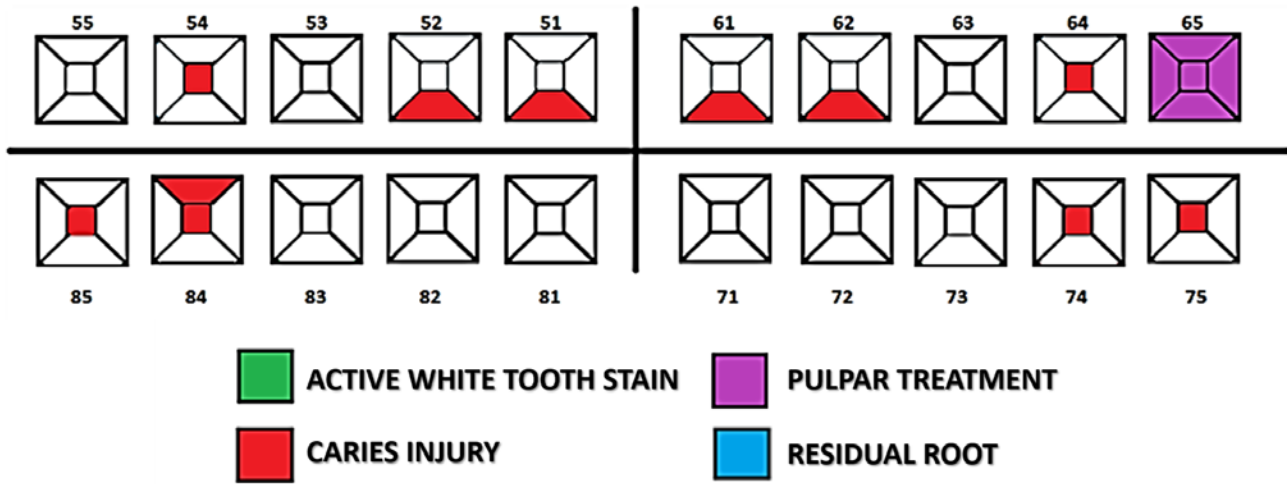 55 54 53 52 51 61 62 63 64 65
85 84 83 82 81 71 72 73 74 75
ACTIVE WHITE TOOTH STAIN PULPAR TREATMENT
CARIES INJURY RESIDUAL ROOT